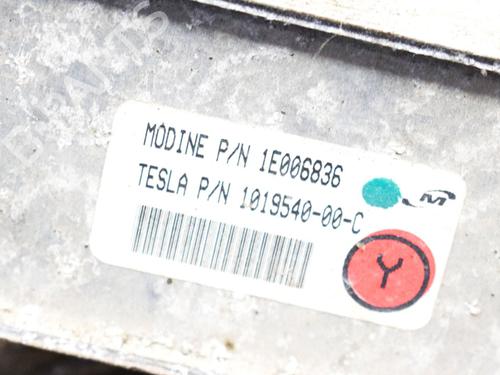 MODINE P/N 1E006836
TESLA P/N 1019540-00-C
M
Y